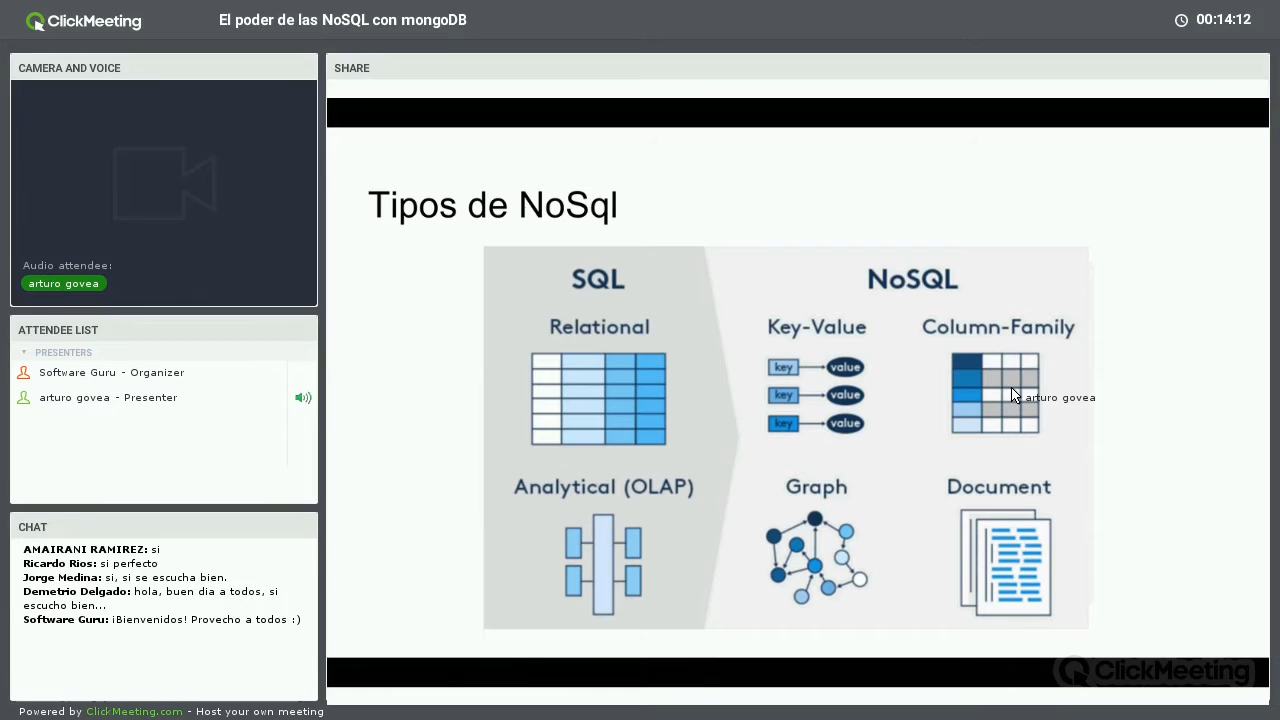 ClickMeeting
El poder de las NoSQL con mongoDB
00:14:12
CAMERA AND VOICE
Audio attendee:
arturo govea
ATTENDEE LIST
PRESENTERS
Software Guru - Organizer
arturo govea - Presenter
CHAT
AMAIRANI RAMIREZ: si
Ricardo Rios: si perfecto
Jorge Medina: si, si se escucha bien.
Demetrio Delgado: hola, buen dia a todos, si
escucho bien...
Software Guru: ¡Bienvenidos! Provecho a todos :)
Powered by ClickMeeting.com - Host your own meeting
SHARE
Tipos de NoSql
SQL
NoSQL
Relational
Key-Value
Column-Family
key value
key value
key value
arturo govea
Analytical (OLAP)
Graph
Document
ClickMeeting